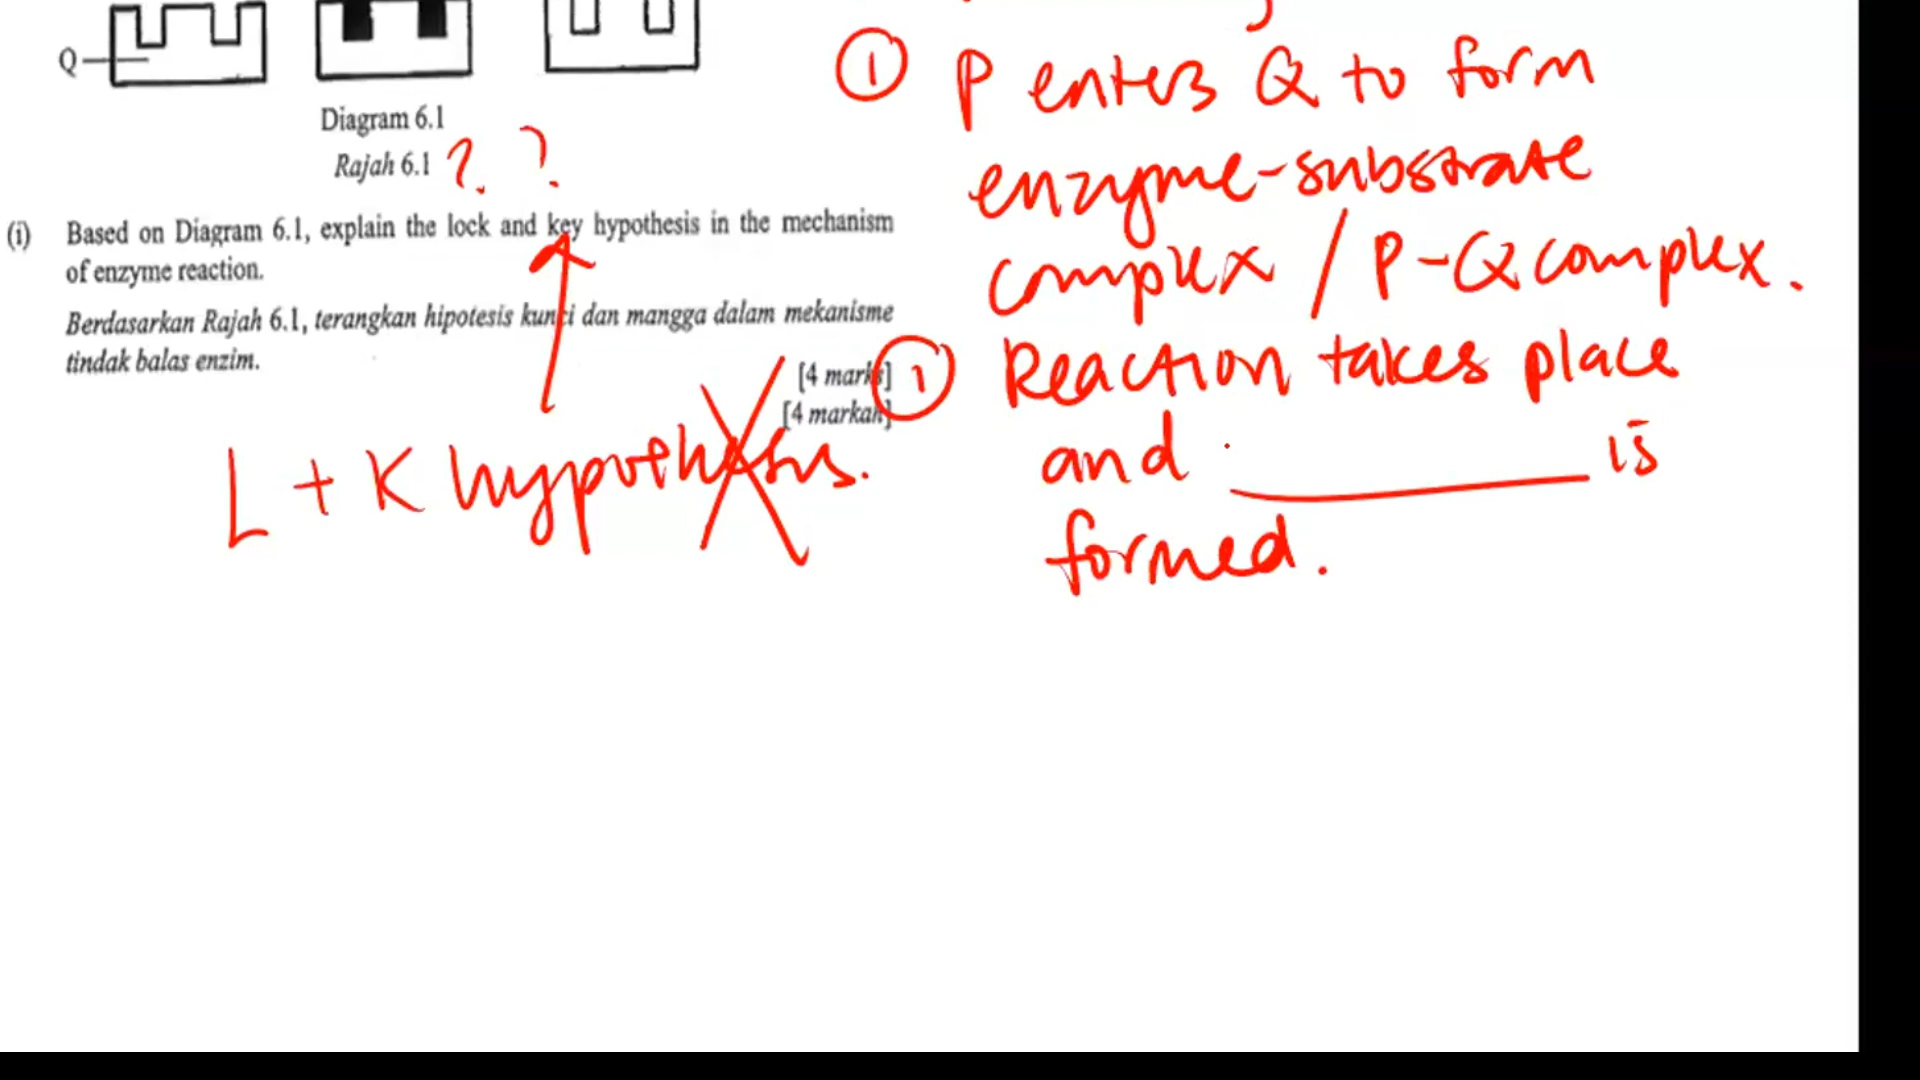 Q
Diagram 6.1
Rajah 6.1 ? ?
(i) Based on Diagram 6.1, explain the lock and key hypothesis in the mechanism
of enzyme reaction.
Berdasarkan Rajah 6.1, terangkan hipotesis kunci dan mangga dalam mekanisme
tindak balas enzim.
[4 marks]
[4 markah]
L + K hypothesis.
① P enters Q to form
enzyme-substrate
complex / P-Q complex.
① Reaction takes place
and ________ is
formed.